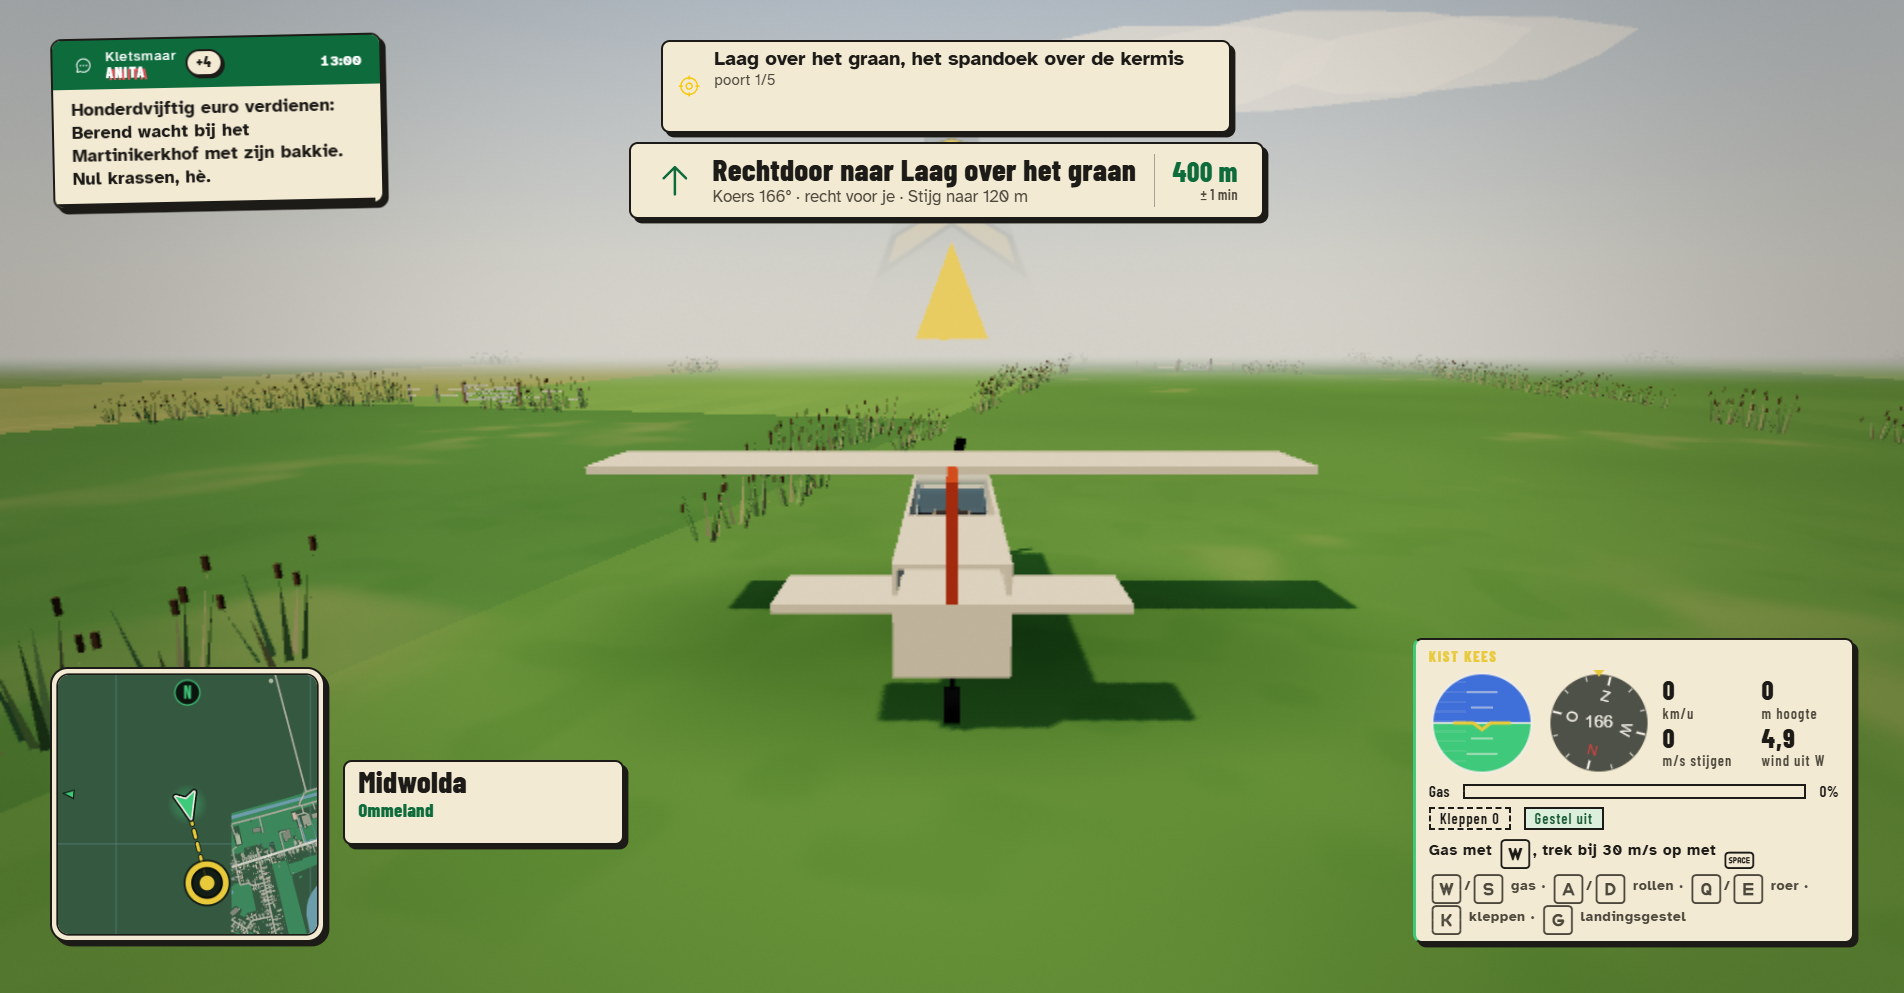 Kletsmaar
ANITA
+4
13:00
Honderdvijftig euro verdienen:
Berend wacht bij het
Martinikerkhof met zijn bakkie.
Nul krassen, hè.
Laag over het graan, het spandoek over de kermis
poort 1/5
Rechtdoor naar Laag over het graan
Koers 166° · recht voor je · Stijg naar 120 m
400 m
± 1 min
N
Midwolda
Ommeland
KIST KEES
Z
O 166 W
N
0
km/u
0
m hoogte
0
m/s stijgen
4,9
wind uit W
Gas 0%
Kleppen 0 Gestel uit
Gas met W, trek bij 30 m/s op met SPACE
W/S gas · A/D rollen · Q/E roer ·
K kleppen · G landingsgestel